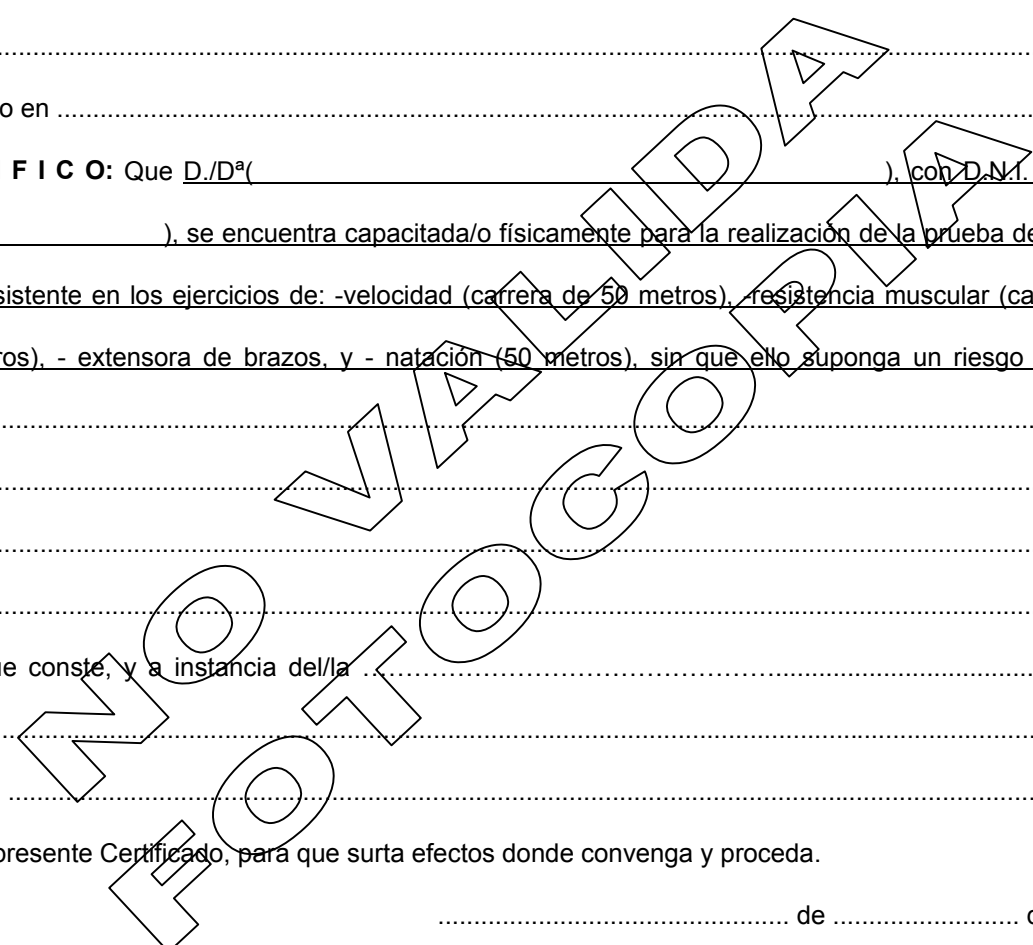 ....................................................................................................
o en ....................................................................................................
F I C O: Que D./Dª( ), con D.N.I.
), se encuentra capacitada/o físicamente para la realización de la prueba de
sistente en los ejercicios de: -velocidad (carrera de 50 metros), -resistencia muscular (ca
ros), - extensora de brazos, y - natación (50 metros), sin que ello suponga un riesgo
....................................................................................................
....................................................................................................
....................................................................................................
....................................................................................................
ue conste, y a instancia del/la ....................................................................................................
....................................................................................................
....................................................................................................
presente Certificado, para que surta efectos donde convenga y proceda.
.................................................. de .......................... d
NO VALIDA
FOTOCOPIA